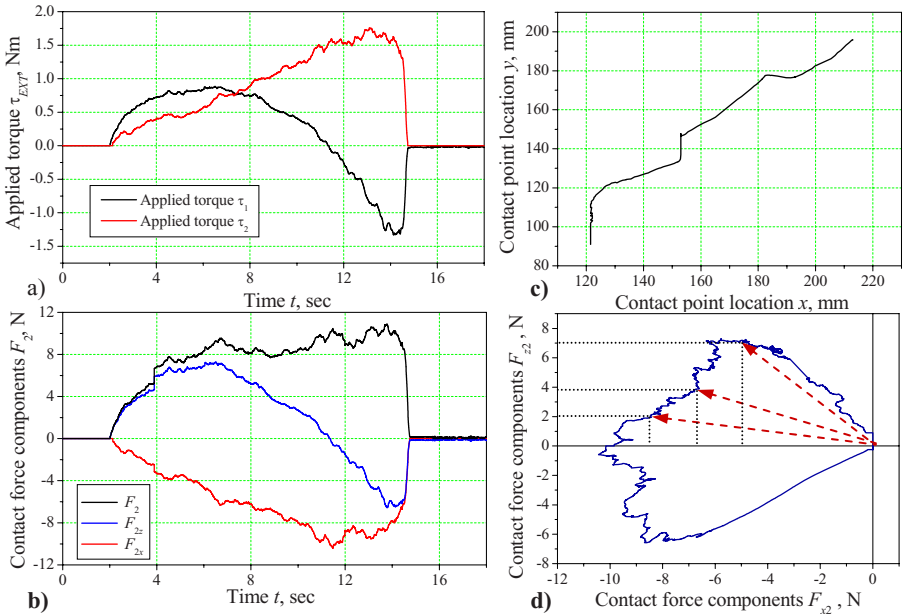 Applied torque τEXT, Nm
2.0
1.5
1.0
0.5
0.0
-0.5
-1.0
-1.5
Applied torque τ1
Applied torque τ2
0 4 8 12 16
Time t, sec
a)
Contact point location y, mm
200
180
160
140
120
100
80
120 140 160 180 200 220
Contact point location x, mm
c)
Contact force components F2, N
12
8
4
0
-4
-8
-12
F2
F2z
F2x
0 4 8 12 16
Time t, sec
b)
Contact force components Fz2, N
8
6
4
2
0
-2
-4
-6
-8
-12 -10 -8 -6 -4 -2 0
Contact force components Fx2, N
d)